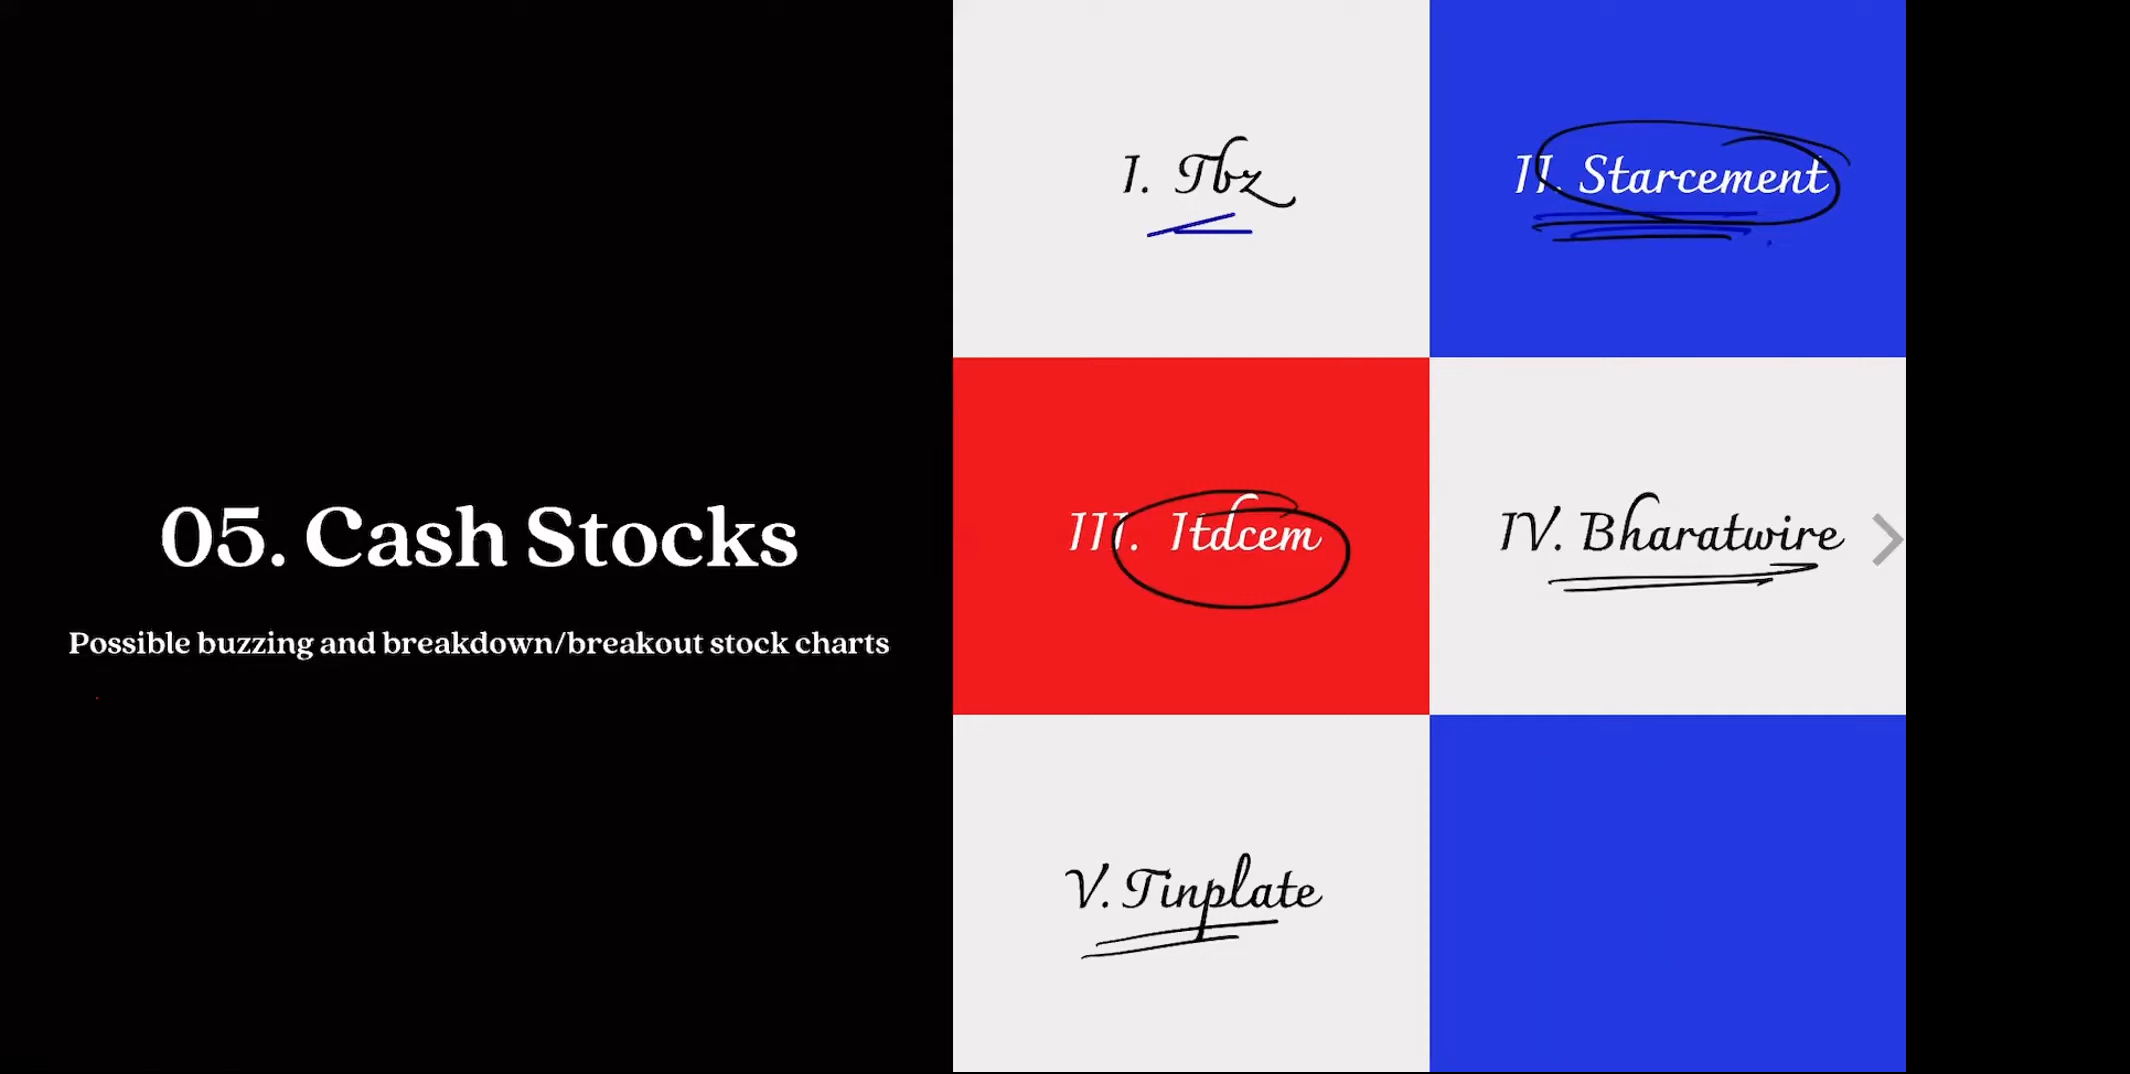 05. Cash Stocks
Possible buzzing and breakdown/breakout stock charts
I. Tbz
II. Starcement
III. Itdcem
IV. Bharatwire
V. Tinplate